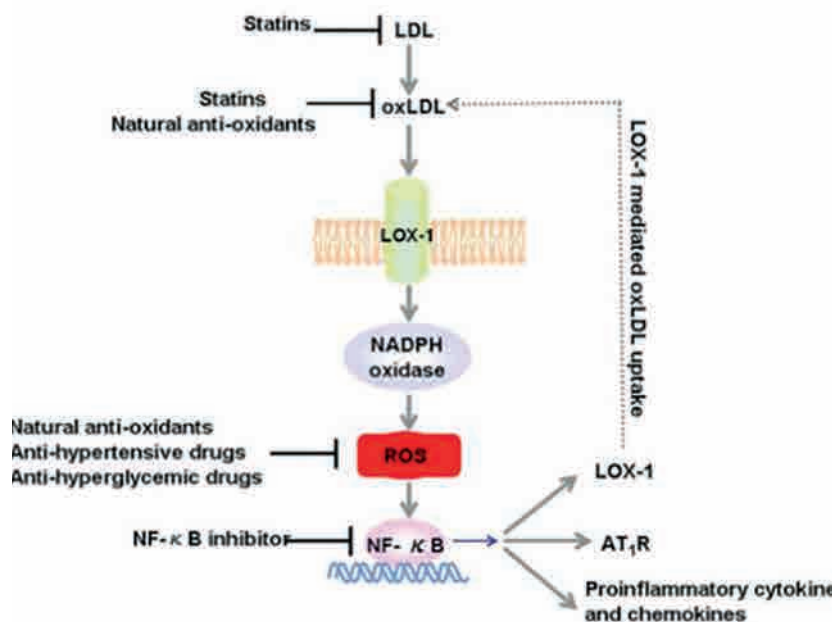 Statins
LDL
Statins
Natural anti-oxidants
oxLDL
LOX-1 mediated oxLDL uptake
LOX-1
NADPH
oxidase
Natural anti-oxidants
Anti-hypertensive drugs
Anti-hyperglycemic drugs
ROS
LOX-1
NF-κB inhibitor
NF- κ B
AT₁R
Proinflammatory cytokine
and chemokines